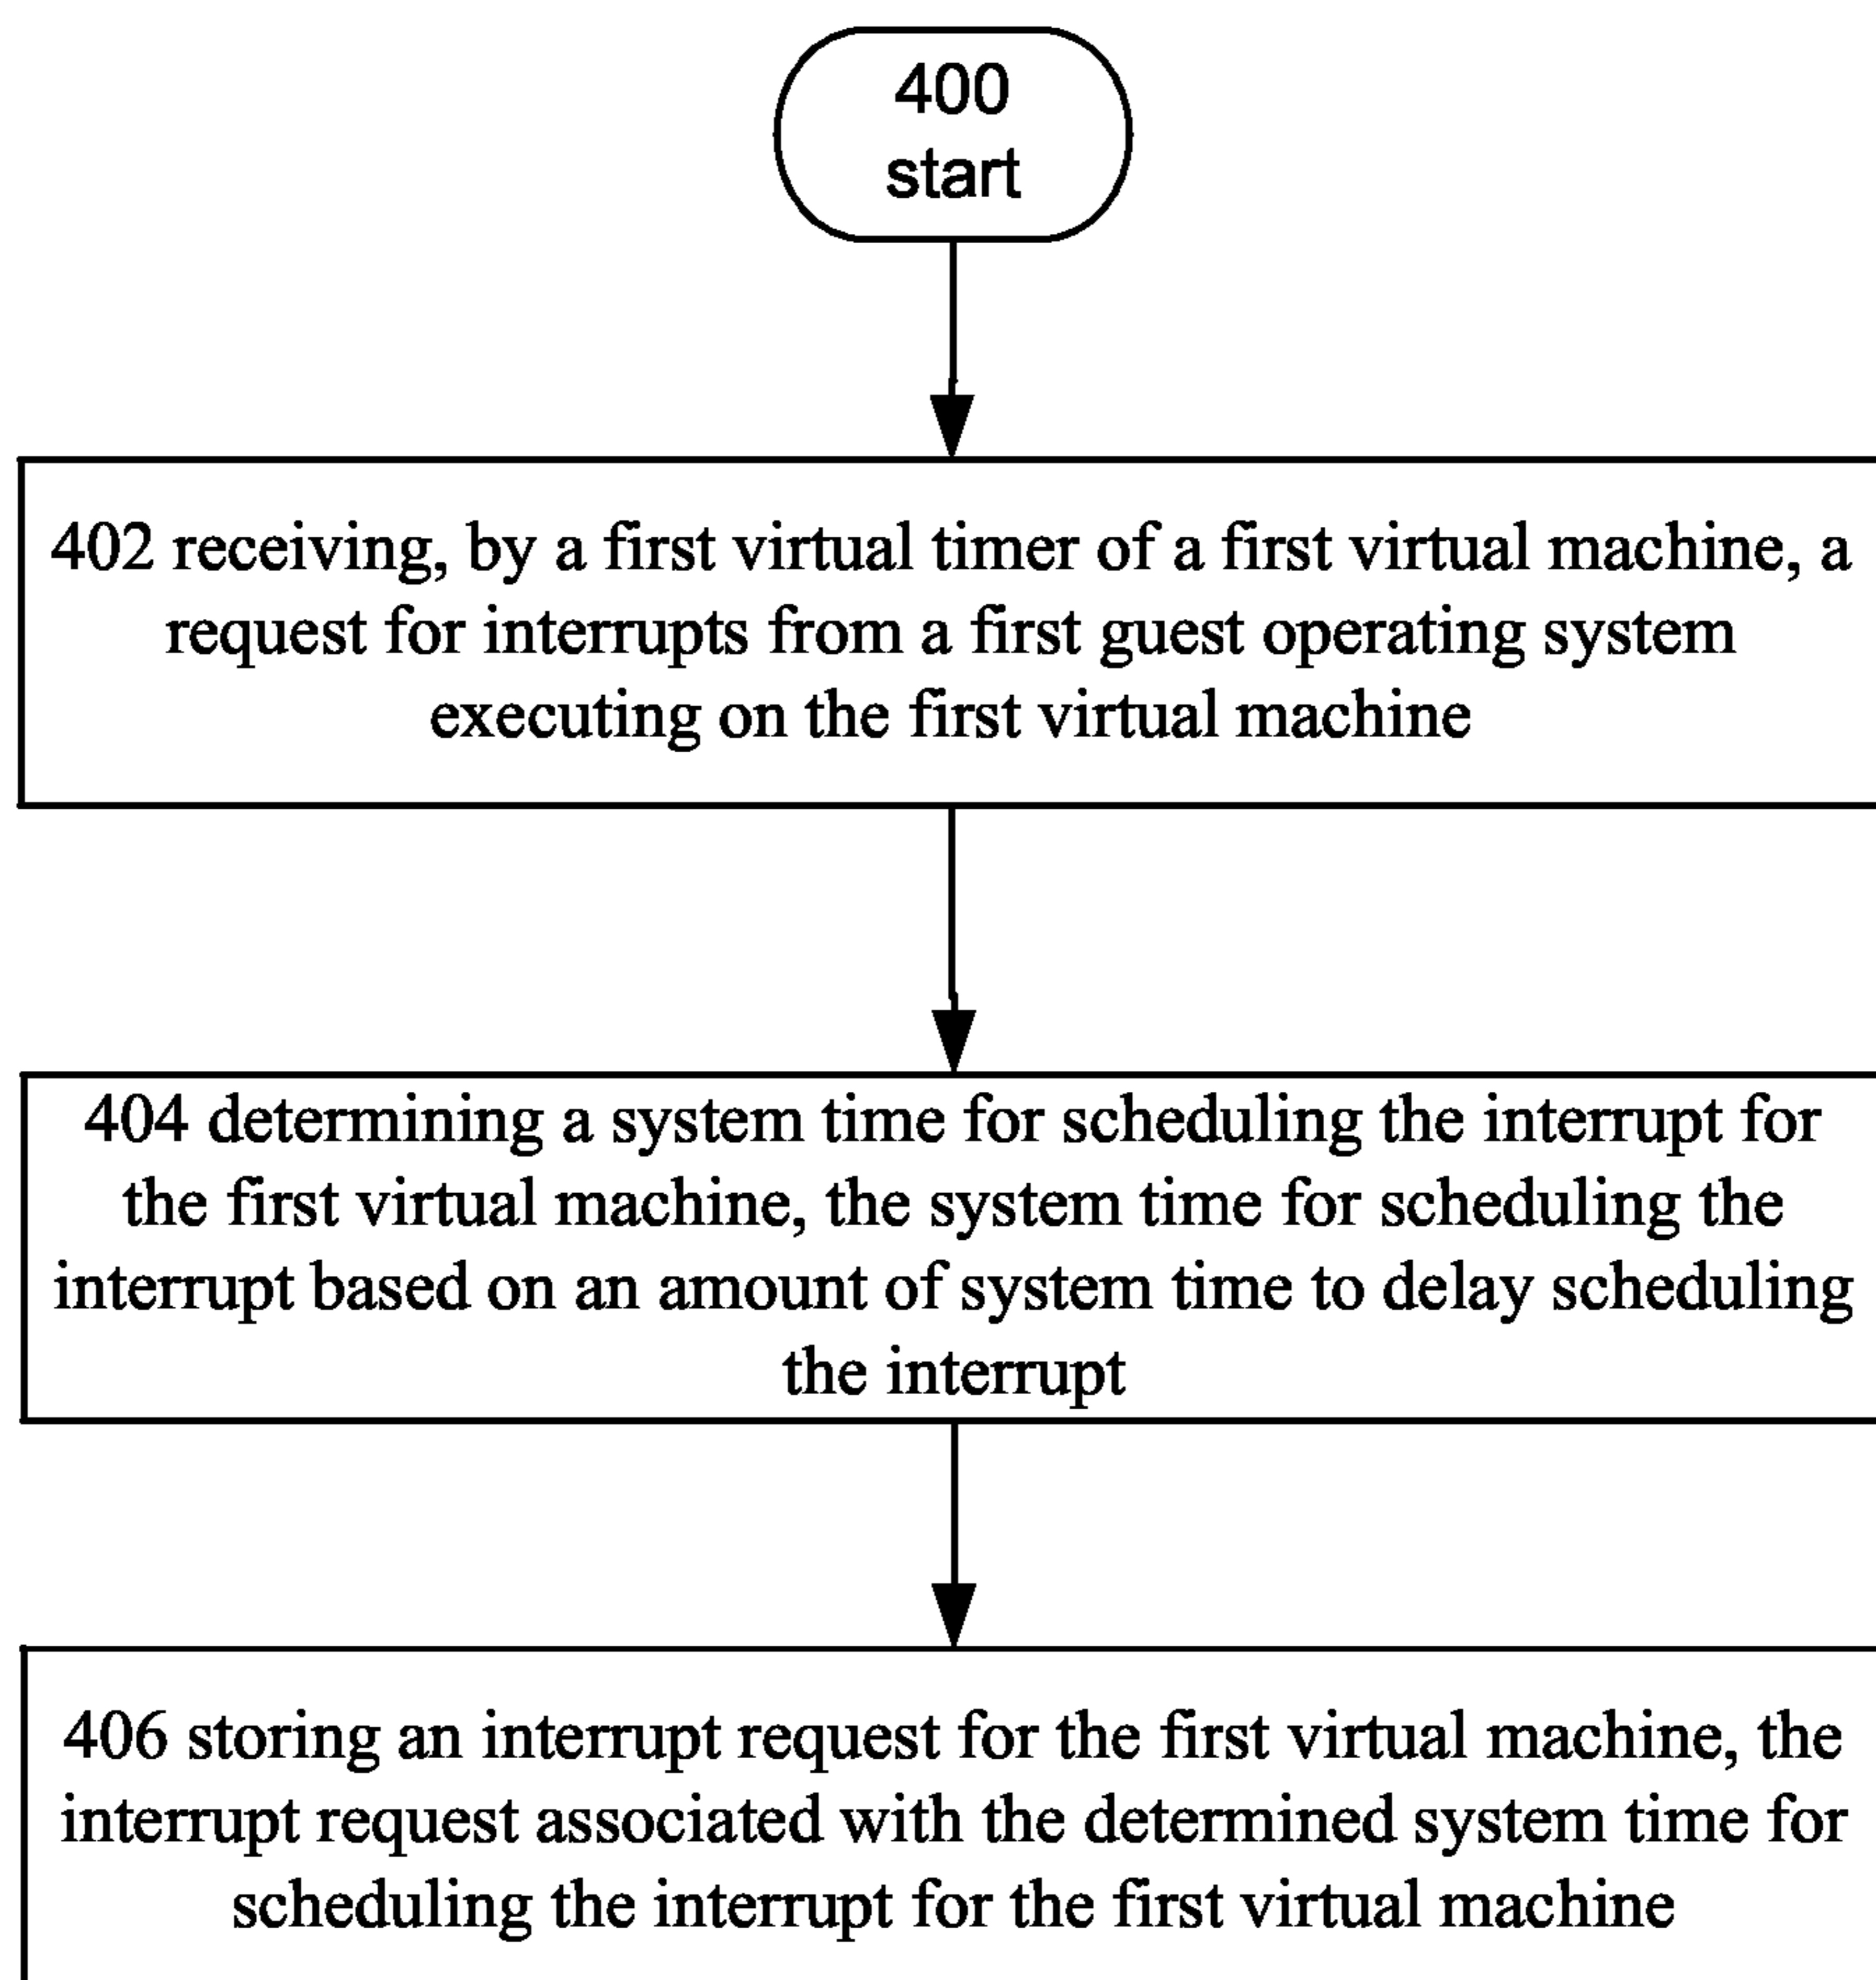 400
start
402 receiving, by a first virtual timer of a first virtual machine, a
request for interrupts from a first guest operating system
executing on the first virtual machine
404 determining a system time for scheduling the interrupt for
the first virtual machine, the system time for scheduling the
interrupt based on an amount of system time to delay scheduling
the interrupt
406 storing an interrupt request for the first virtual machine, the
interrupt request associated with the determined system time for
scheduling the interrupt for the first virtual machine